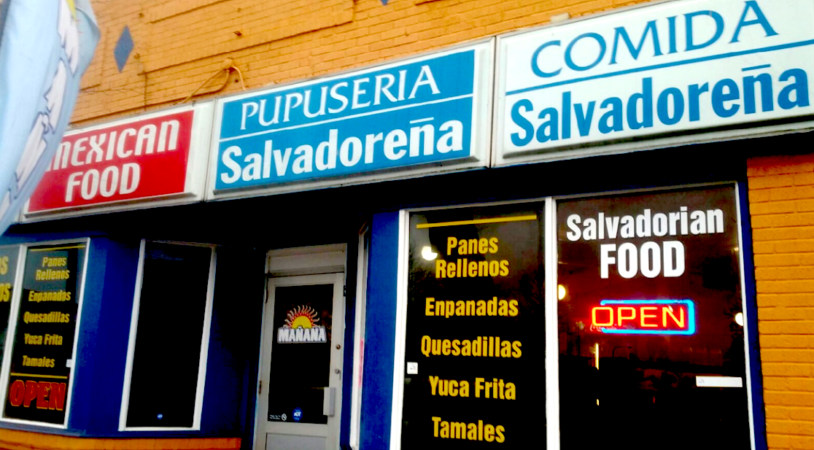 MEXICAN
FOOD
PUPUSERIA
Salvadoreña
COMIDA
Salvadoreña
Panes
Rellenos
Enpanadas
Quesadillas
Yuca Frita
Tamales
OPEN
MAÑANA
Panes
Rellenos
Enpanadas
Quesadillas
Yuca Frita
Tamales
Salvadorian
FOOD
OPEN